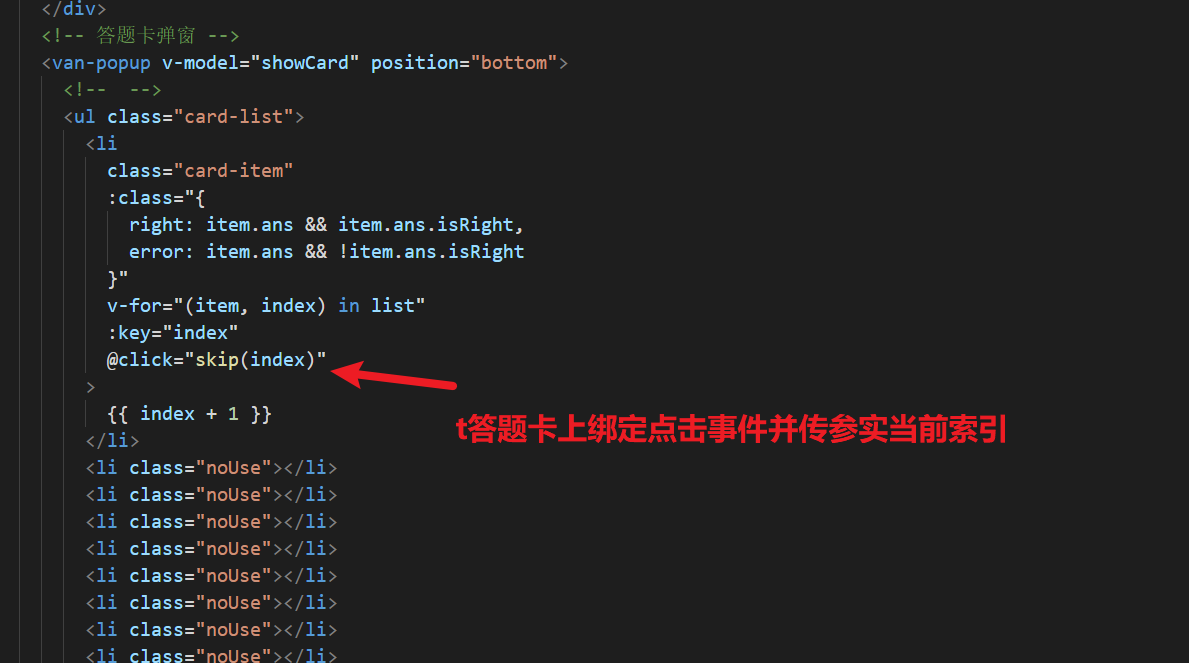 </div>
<!-- 答题卡弹窗 -->
<van-popup v-model="showCard" position="bottom">
<!--  -->
<ul class="card-list">
<li
class="card-item"
:class="{
right: item.ans && item.ans.isRight,
error: item.ans && !item.ans.isRight
}"
v-for="(item, index) in list"
:key="index"
@click="skip(index)"
>
t答题卡上绑定点击事件并传参实当前索引
{{ index + 1 }}
</li>
<li class="noUse"></li>
<li class="noUse"></li>
<li class="noUse"></li>
<li class="noUse"></li>
<li class="noUse"></li>
<li class="noUse"></li>
<li class="noUse"></li>
<li class="noUse"></li>